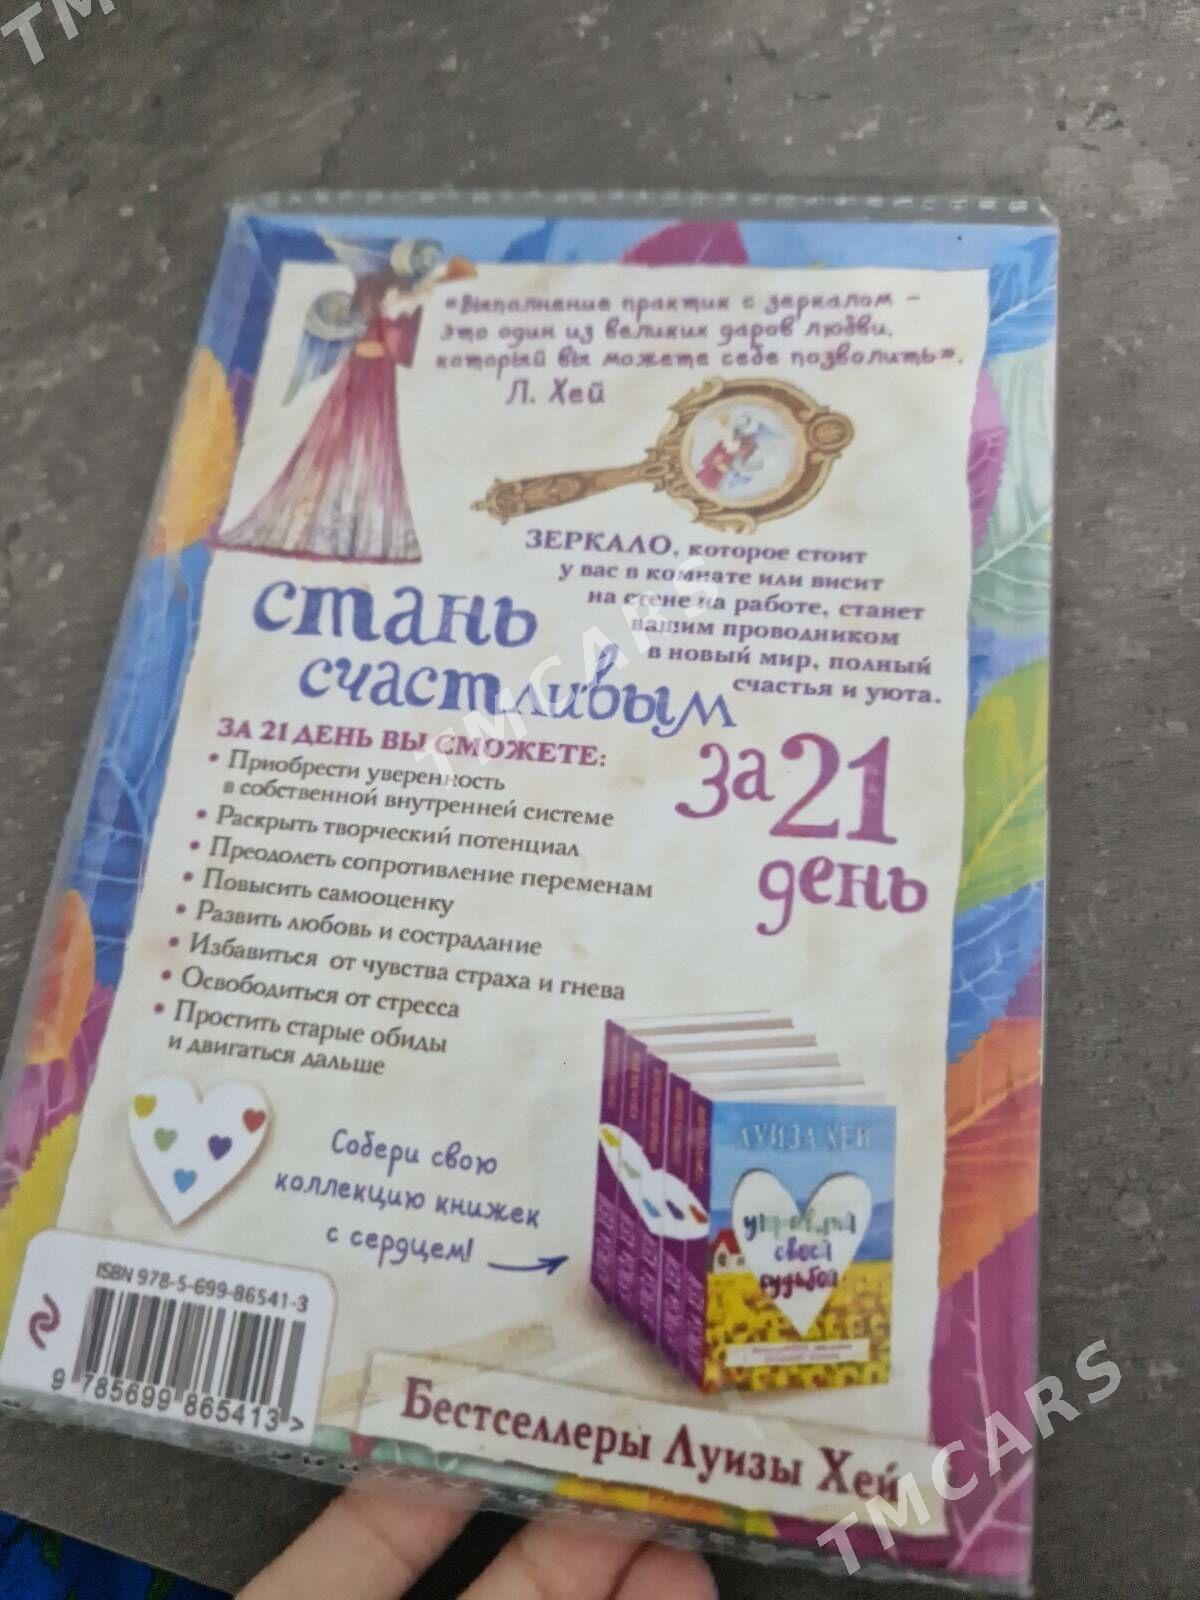 «Выполнение практик с зеркалом –
это один из великих даров любви,
который вы можете себе позволить».
Л. Хей
ЗЕРКАЛО, которое стоит
у вас в комнате или висит
на стене на работе, станет
вашим проводником
в новый мир, полный
счастья и уюта.
стань
счастливым
за 21
день
ЗА 21 ДЕНЬ ВЫ СМОЖЕТЕ:
• Приобрести уверенность
в собственной внутренней системе
• Раскрыть творческий потенциал
• Преодолеть сопротивление переменам
• Повысить самооценку
• Развить любовь и сострадание
• Избавиться от чувства страха и гнева
• Освободиться от стресса
• Простить старые обиды
и двигаться дальше
Собери свою
коллекцию книжек
с сердцем!
ЛУИЗА ХЕЙ
управляй
своей
судьбой
ISBN 978-5-699-86541-3
9 785699 865413 >
Бестселлеры Луизы Хей
TMCARS
TMCARS
TMCARS